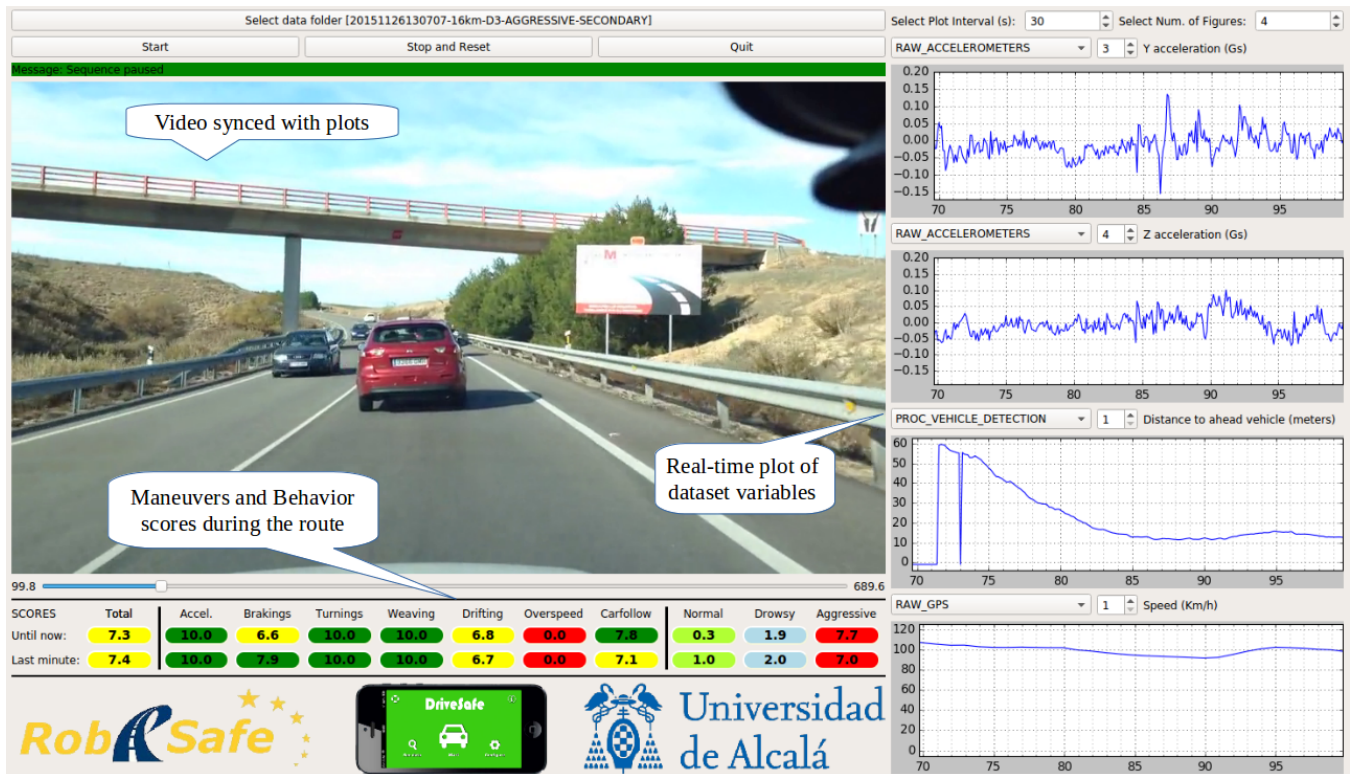 Select data folder [20151126130707-16km-D3-AGGRESSIVE-SECONDARY]
Start Stop and Reset Quit
Message: Sequence paused
Video synced with plots
Real-time plot of
dataset variables
Maneuvers and Behavior
scores during the route
99.8 689.6
SCORES Total Accel. Brakings Turnings Weaving Drifting Overspeed Carfollow Normal Drowsy Aggressive
Until now: 7.3 10.0 6.6 10.0 10.0 6.8 0.0 7.8 0.3 1.9 7.7
Last minute: 7.4 10.0 7.9 10.0 10.0 6.7 0.0 7.1 1.0 2.0 7.0
RobSafe
DriveSafe
Universidad
de Alcalá
Select Plot Interval (s): 30 Select Num. of Figures: 4
RAW_ACCELEROMETERS 3 Y acceleration (Gs)
0.20
0.15
0.10
0.05
0.00
−0.05
−0.10
−0.15
70 75 80 85 90 95
RAW_ACCELEROMETERS 4 Z acceleration (Gs)
0.20
0.15
0.10
0.05
0.00
−0.05
−0.10
−0.15
70 75 80 85 90 95
PROC_VEHICLE_DETECTION 1 Distance to ahead vehicle (meters)
60
50
40
30
20
10
0
70 75 80 85 90 95
RAW_GPS 1 Speed (Km/h)
120
100
80
60
40
20
0
70 75 80 85 90 95